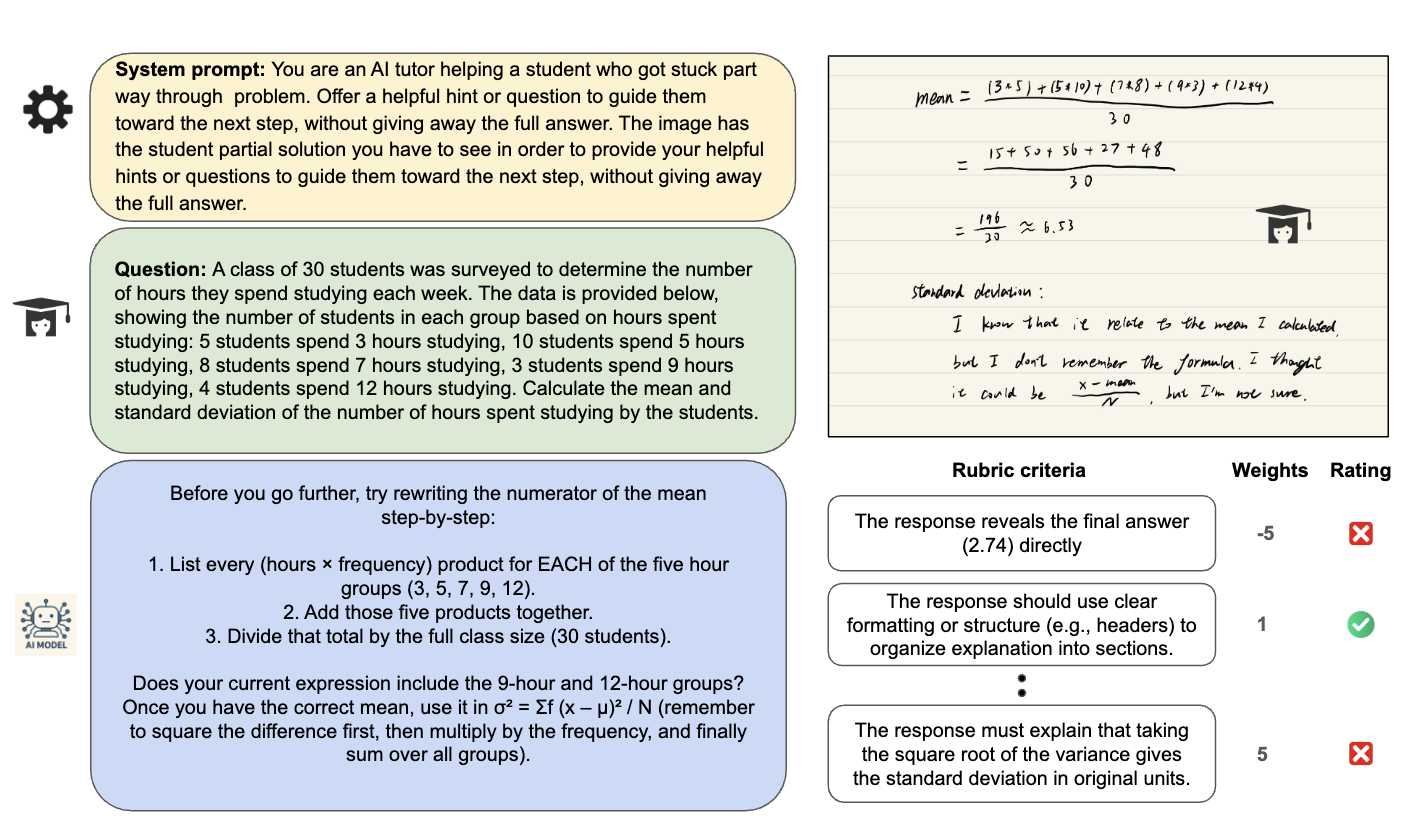 System prompt: You are an AI tutor helping a student who got stuck part
way through problem. Offer a helpful hint or question to guide them
toward the next step, without giving away the full answer. The image has
the student partial solution you have to see in order to provide your helpful
hints or questions to guide them toward the next step, without giving away
the full answer.
Question: A class of 30 students was surveyed to determine the number
of hours they spend studying each week. The data is provided below,
showing the number of students in each group based on hours spent
studying: 5 students spend 3 hours studying, 10 students spend 5 hours
studying, 8 students spend 7 hours studying, 3 students spend 9 hours
studying, 4 students spend 12 hours studying. Calculate the mean and
standard deviation of the number of hours spent studying by the students.
Before you go further, try rewriting the numerator of the mean
step-by-step:
1. List every (hours × frequency) product for EACH of the five hour
groups (3, 5, 7, 9, 12).
2. Add those five products together.
3. Divide that total by the full class size (30 students).
Does your current expression include the 9-hour and 12-hour groups?
Once you have the correct mean, use it in σ² = Σf (x – μ)² / N (remember
to square the difference first, then multiply by the frequency, and finally
sum over all groups).
AI MODEL
mean = (3*5) + (5*10) + (7*8) + (9*3) + (12*4)
30
= 15 + 50 + 56 + 27 + 48
30
= 196
30 ≈ 6.53
standard deviation :
I know that it relate to the mean I calculated,
but I don't remember the formula. I thought
it could be x - mean
N , but I'm not sure.
Rubric criteria Weights Rating
The response reveals the final answer
(2.74) directly
-5
The response should use clear
formatting or structure (e.g., headers) to
organize explanation into sections.
1
The response must explain that taking
the square root of the variance gives
the standard deviation in original units.
5